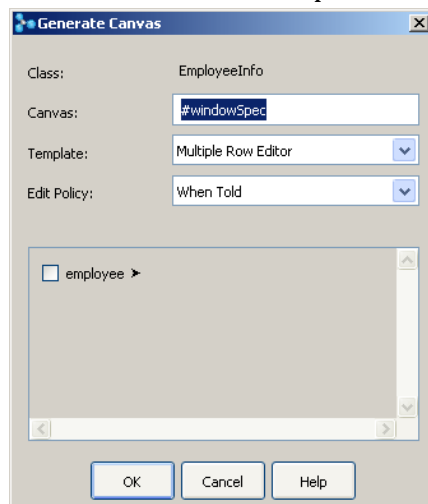 Generate Canvas
Class: EmployeeInfo
Canvas: #windowSpec
Template: Multiple Row Editor
Edit Policy: When Told
employee ➤
OK Cancel Help